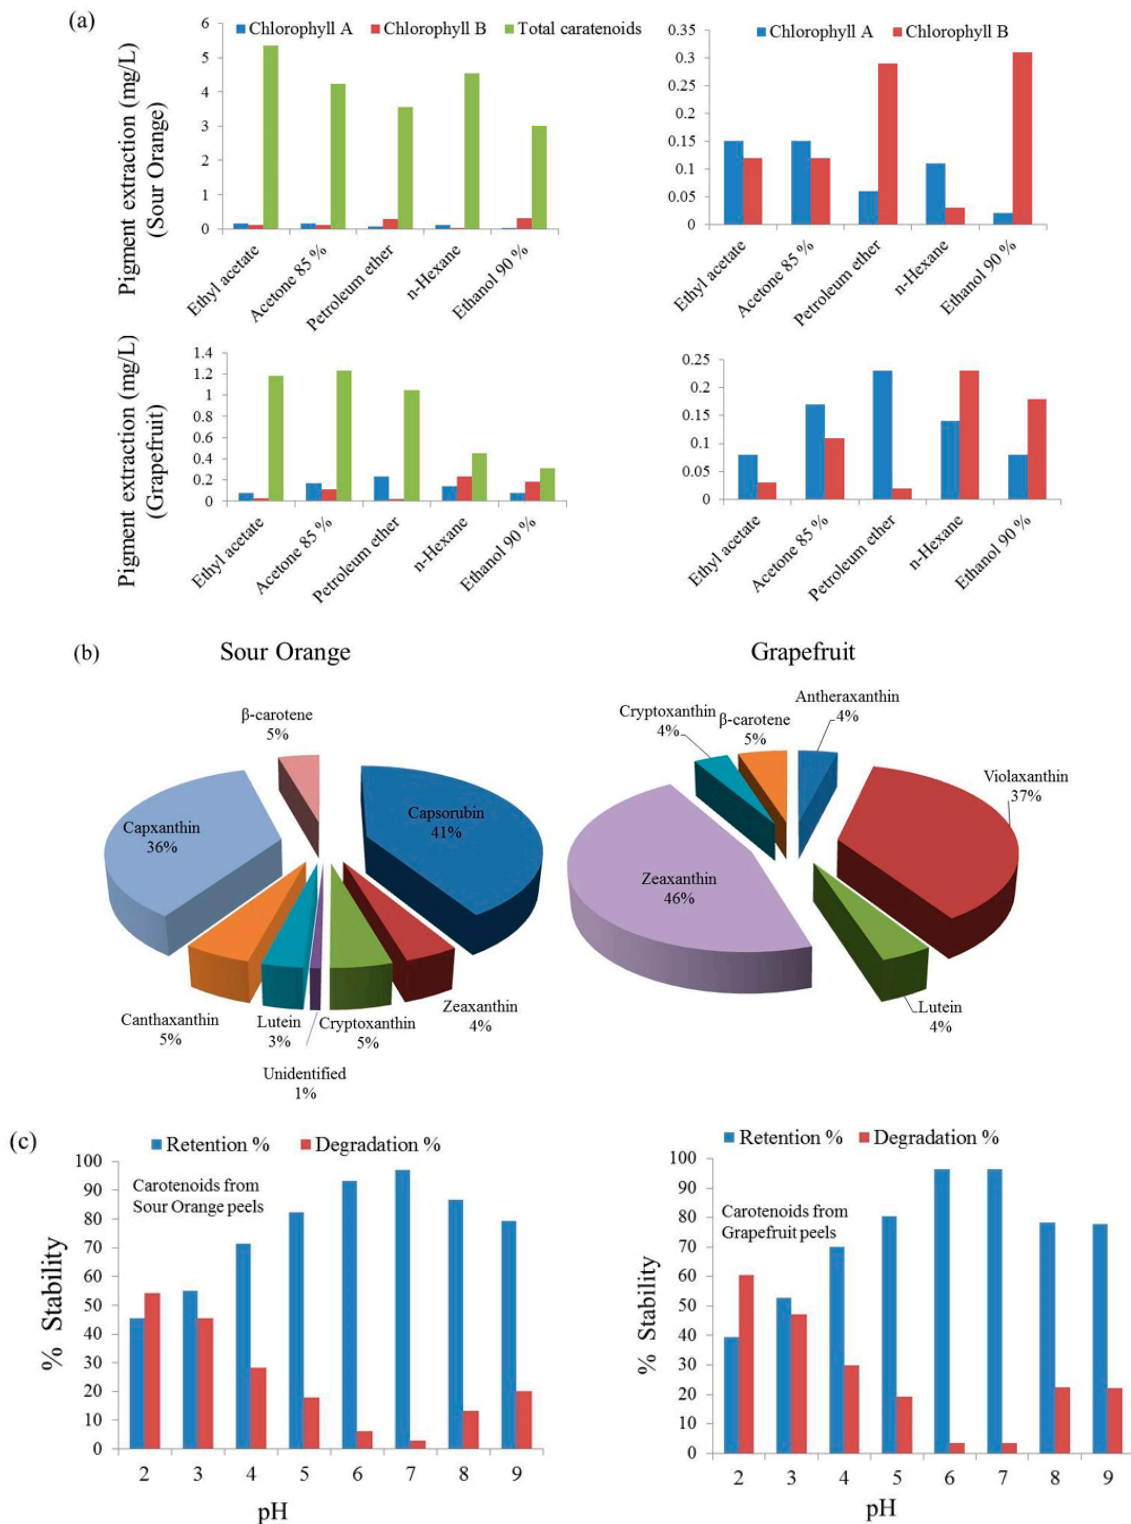 (a)
Chlorophyll A Chlorophyll B Total caratenoids
Pigment extraction (mg/L)
(Sour Orange)
6
5
4
3
2
1
0
Ethyl acetate
Acetone 85 %
Petroleum ether
n-Hexane
Ethanol 90 %
Chlorophyll A Chlorophyll B
0.35
0.3
0.25
0.2
0.15
0.1
0.05
0
Ethyl acetate
Acetone 85 %
Petroleum ether
n-Hexane
Ethanol 90 %
Pigment extraction (mg/L)
(Grapefruit)
1.4
1.2
1
0.8
0.6
0.4
0.2
0
Ethyl acetate
Acetone 85 %
Petroleum ether
n-Hexane
Ethanol 90 %
0.25
0.2
0.15
0.1
0.05
0
Ethyl acetate
Acetone 85 %
Petroleum ether
n-Hexane
Ethanol 90 %
(b)
Sour Orange
β-carotene
5%
Capxanthin
36%
Capsorubin
41%
Canthaxanthin
5%
Lutein
3%
Unidentified
1%
Cryptoxanthin
5%
Zeaxanthin
4%
Grapefruit
Cryptoxanthin
4%
β-carotene
5%
Antheraxanthin
4%
Violaxanthin
37%
Zeaxanthin
46%
Lutein
4%
(c)
Retention % Degradation %
Carotenoids from
Sour Orange peels
% Stability
100
90
80
70
60
50
40
30
20
10
0
2 3 4 5 6 7 8 9
pH
Retention % Degradation %
Carotenoids from
Grapefruit peels
% Stability
100
90
80
70
60
50
40
30
20
10
0
2 3 4 5 6 7 8 9
pH